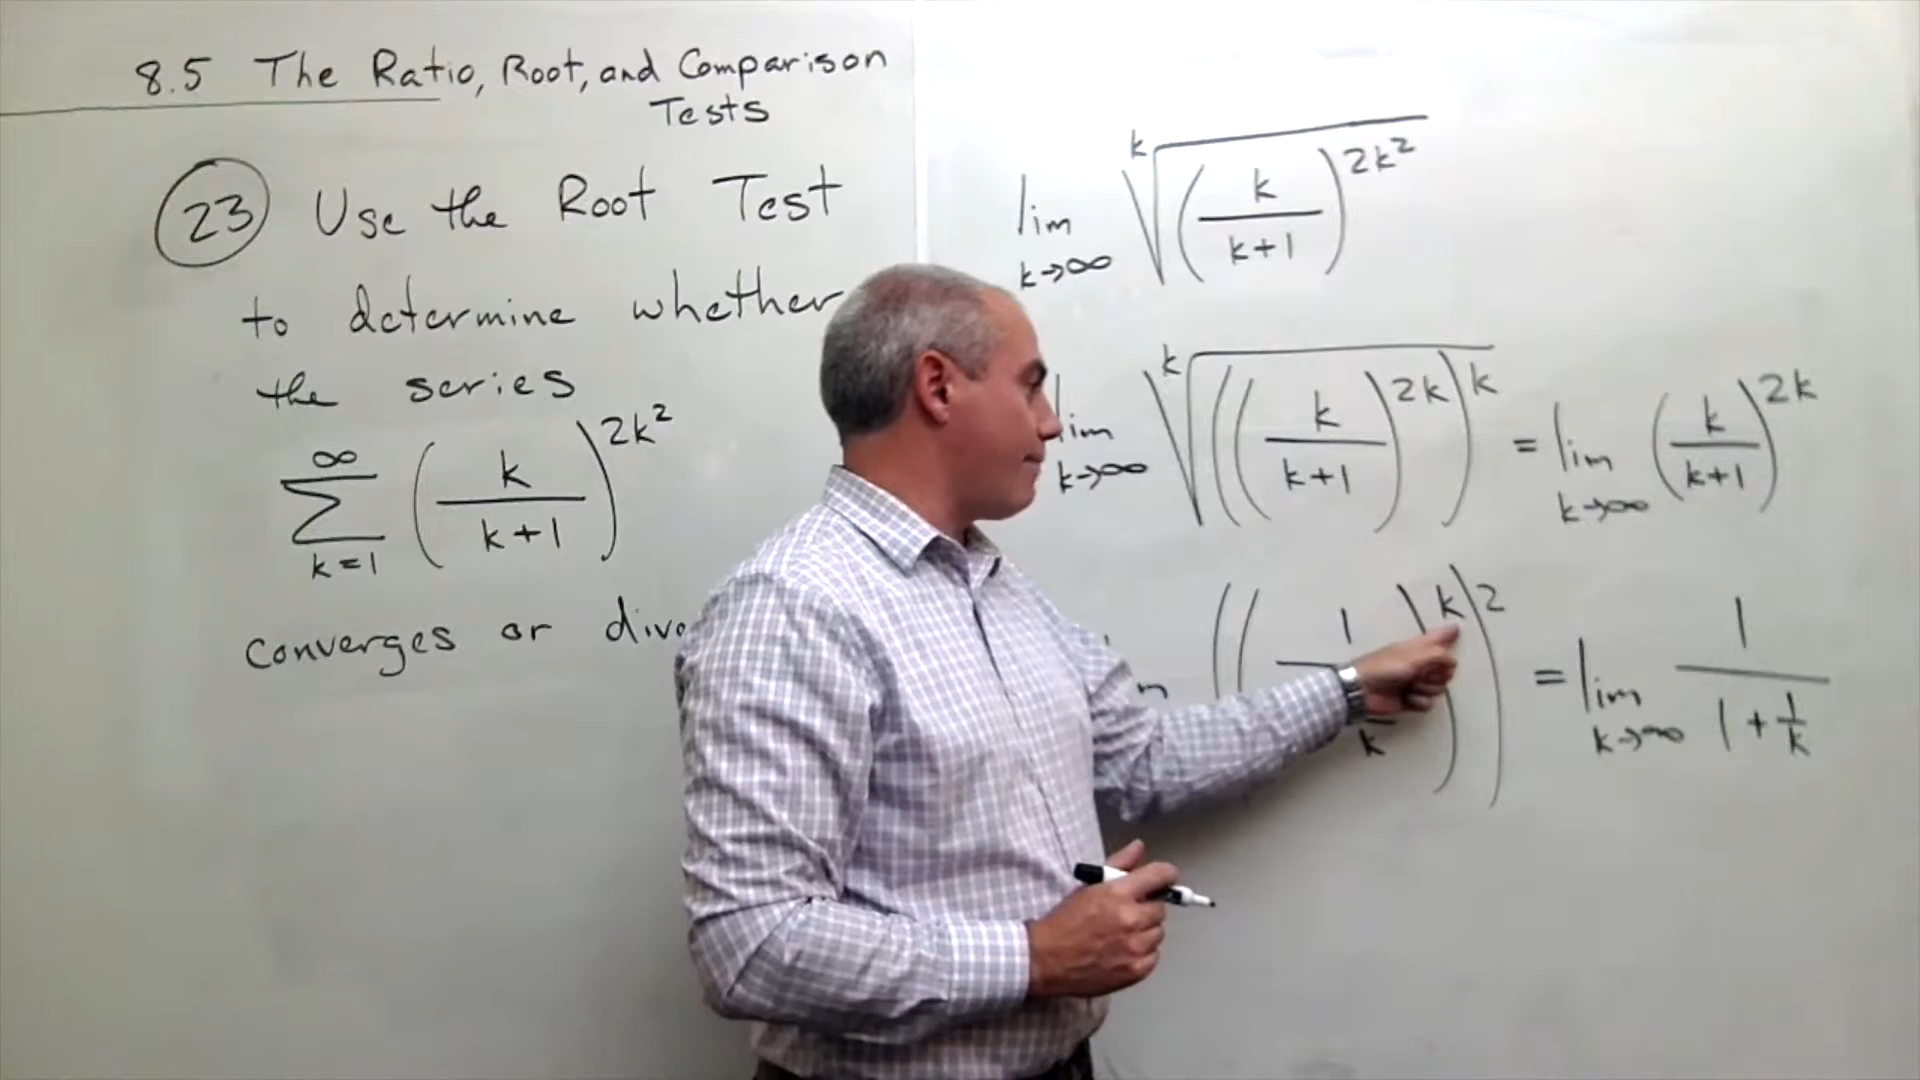 8.5 The Ratio, Root, and Comparison
Tests
23 Use the Root Test
to determine whether
the series
∞
∑ (k/(k+1))^2k²
k=1
converges or
lim k→∞ ᵏ√((k/(k+1))^2k²)
lim k→∞ ᵏ√(((k/(k+1))^2k)^k) = lim k→∞ (k/(k+1))^2k
((1/ k)^k)^2 = lim k→∞ 1/(1+1/k)